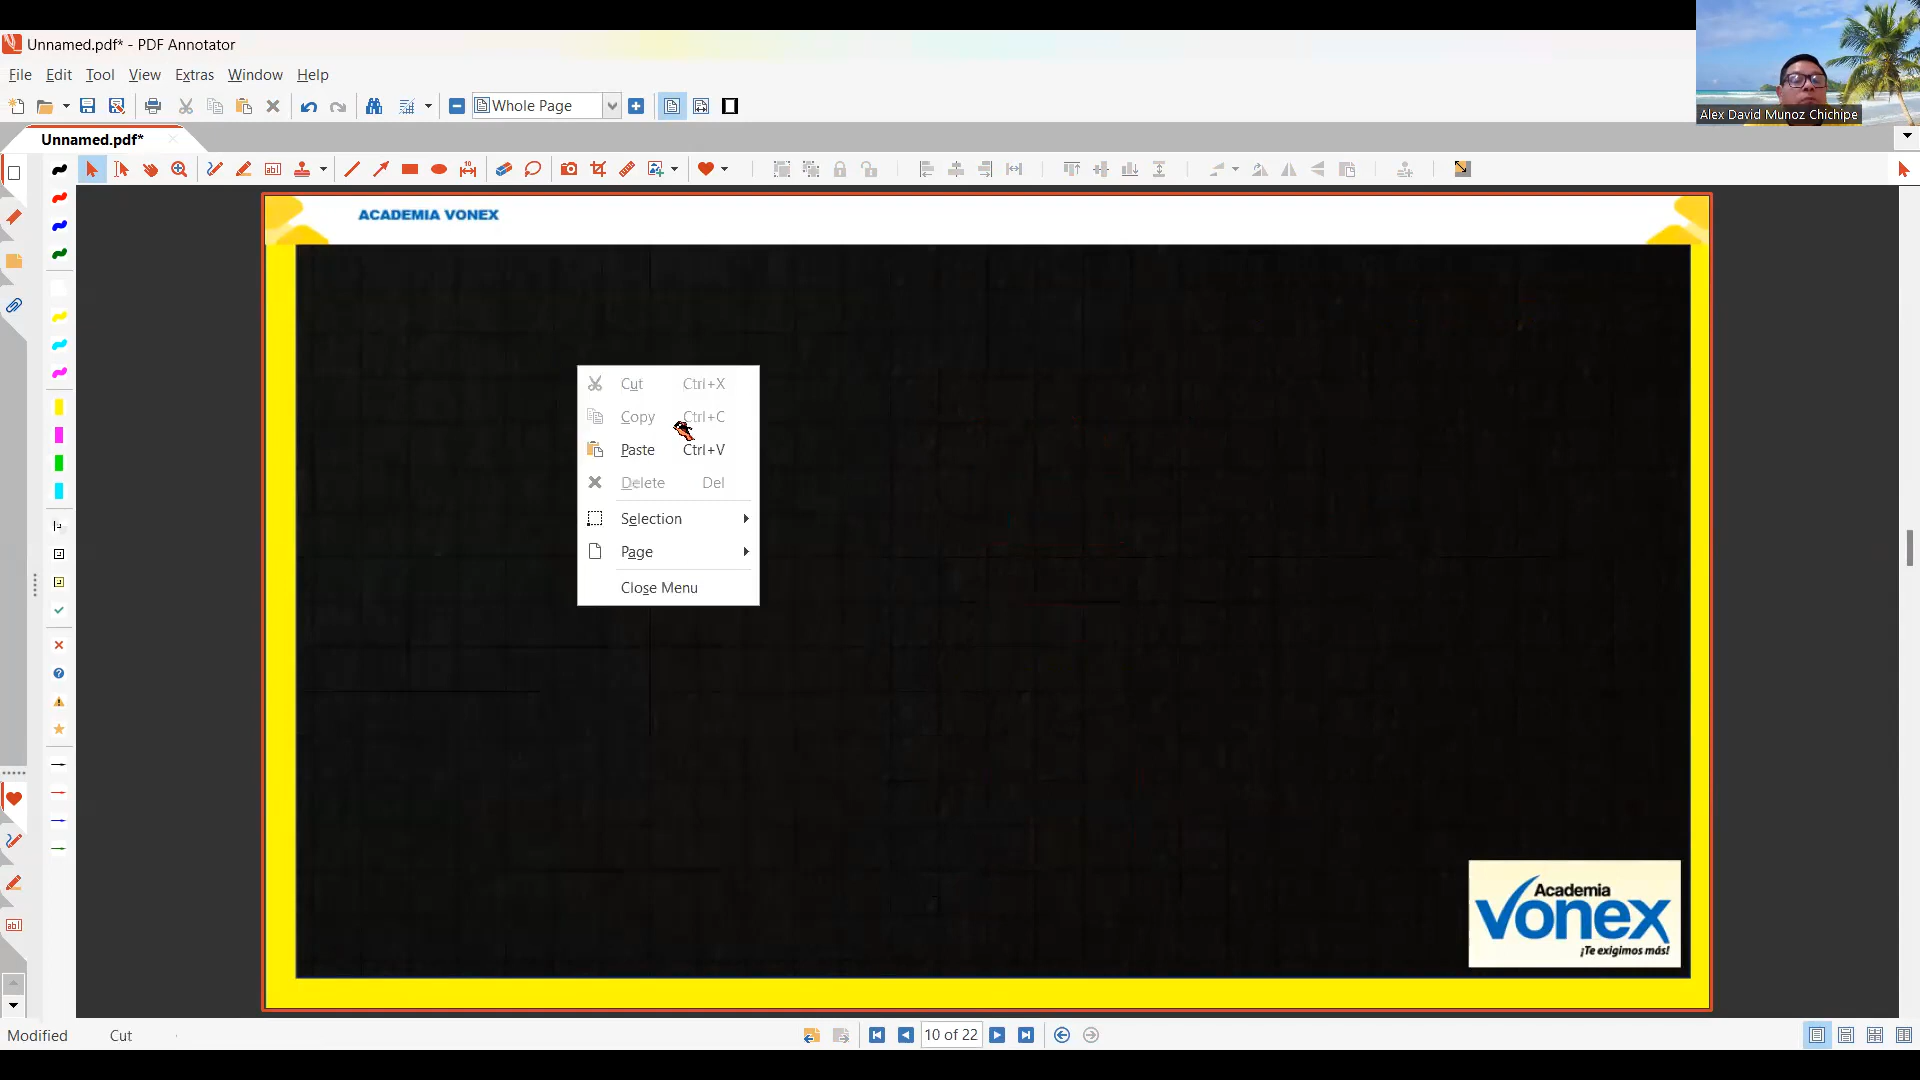 Unnamed.pdf* - PDF Annotator
File Edit Tool View Extras Window Help
Whole Page
Alex David Munoz Chichipe
Unnamed.pdf*
ACADEMIA VONEX
Cut Ctrl+X
Copy Ctrl+C
Paste Ctrl+V
Delete Del
Selection
Page
Close Menu
Academia
Vonex
¡Te exigimos más!
Modified Cut 10 of 22